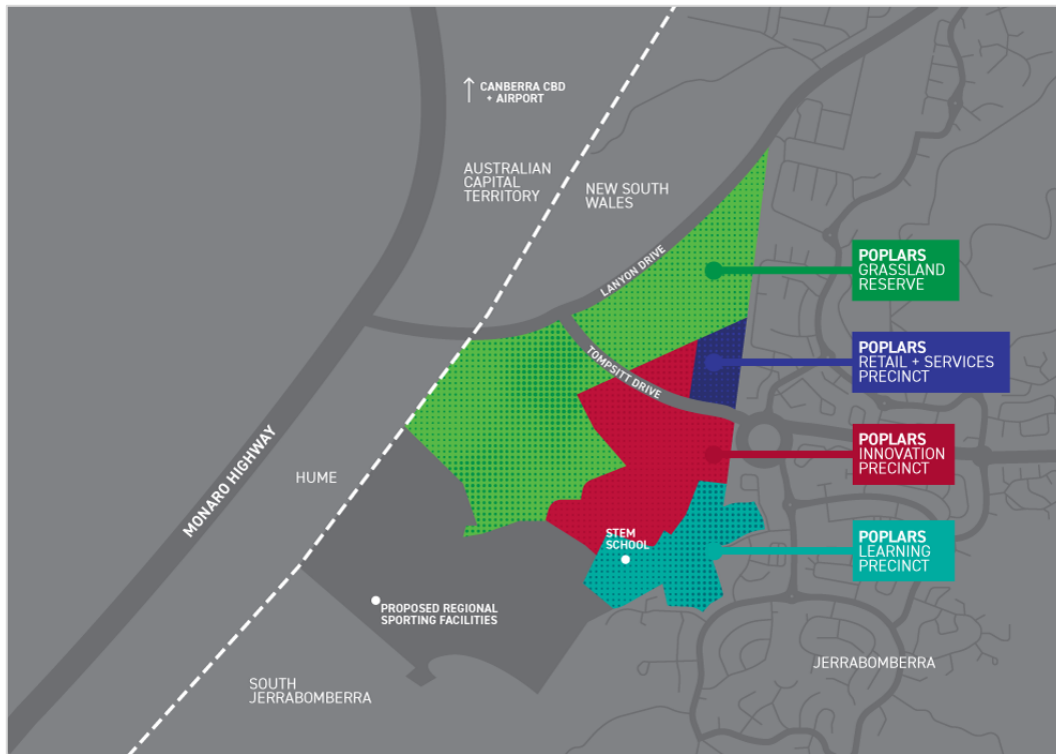 CANBERRA CBD
+ AIRPORT
AUSTRALIAN
CAPITAL
TERRITORY
NEW SOUTH
WALES
LANYON DRIVE
POPLARS
GRASSLAND
RESERVE
TOMPSITT DRIVE
POPLARS
RETAIL + SERVICES
PRECINCT
MONARO HIGHWAY
HUME
POPLARS
INNOVATION
PRECINCT
STEM
SCHOOL
POPLARS
LEARNING
PRECINCT
PROPOSED REGIONAL
SPORTING FACILITIES
JERRABOMBERRA
SOUTH
JERRABOMBERRA